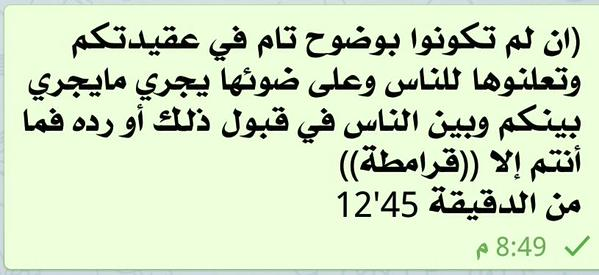 (ان لم تكونوا بوضوح تام في عقيدتكم
وتعلنوها للناس وعلى ضوئها يجري مايجري
بينكم وبين الناس في قبول ذلك أو رده فما
أنتم إلا ((قرامطة))
من الدقيقة 45'12
8:49 م